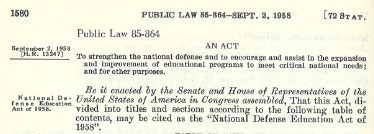 1580 PUBLIC LAW 85-864-SEPT. 2, 1958 [72 STAT.
Public Law 85-864
AN ACT
September 2, 1958
[H. R. 13247]
To strengthen the national defense and to encourage and assist in the expansion
and improvement of educational programs to meet critical national needs;
and for other purposes.
National De-
fense Education
Act of 1958.
Be it enacted by the Senate and House of Representatives of the
United States of America in Congress assembled, That this Act, di-
vided into titles and sections according to the following table of
contents, may be cited as the "National Defense Education Act of
1958".